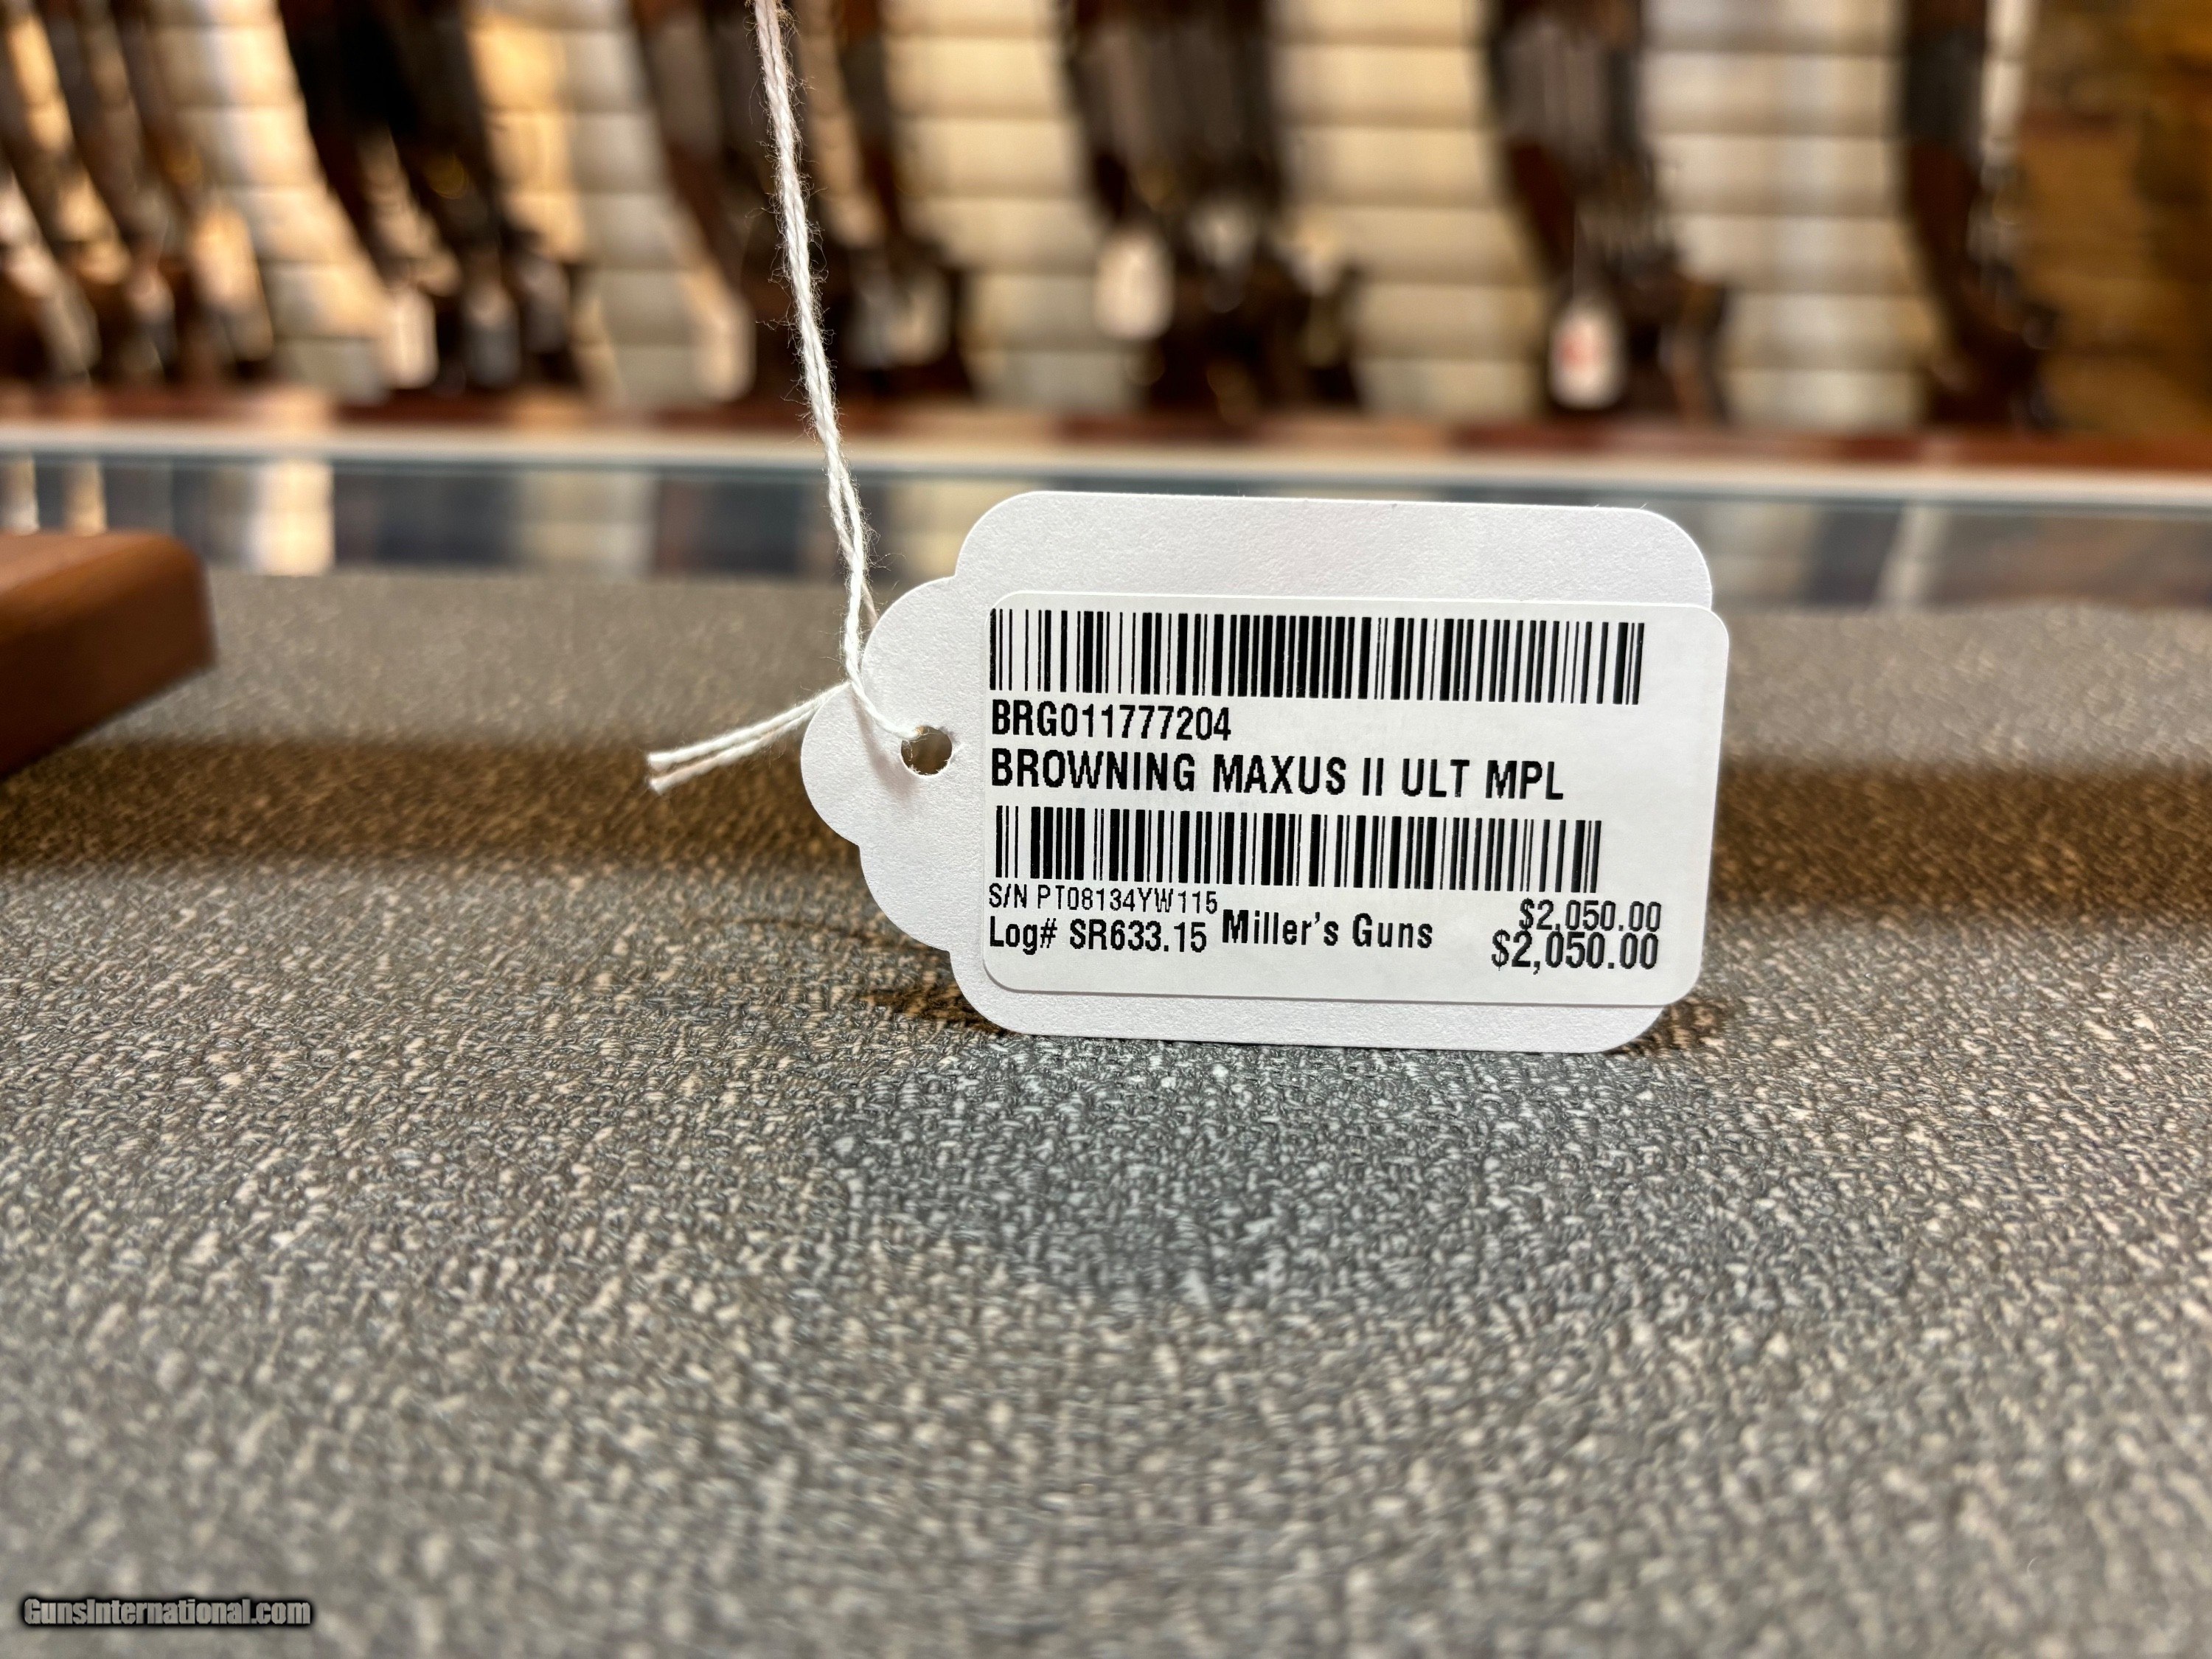 BRG011777204
BROWNING MAXUS II ULT MPL
S/N PT08134YW115
$2,050.00
Log# SR633.15 Miller's Guns $2,050.00
GunsInternational.com